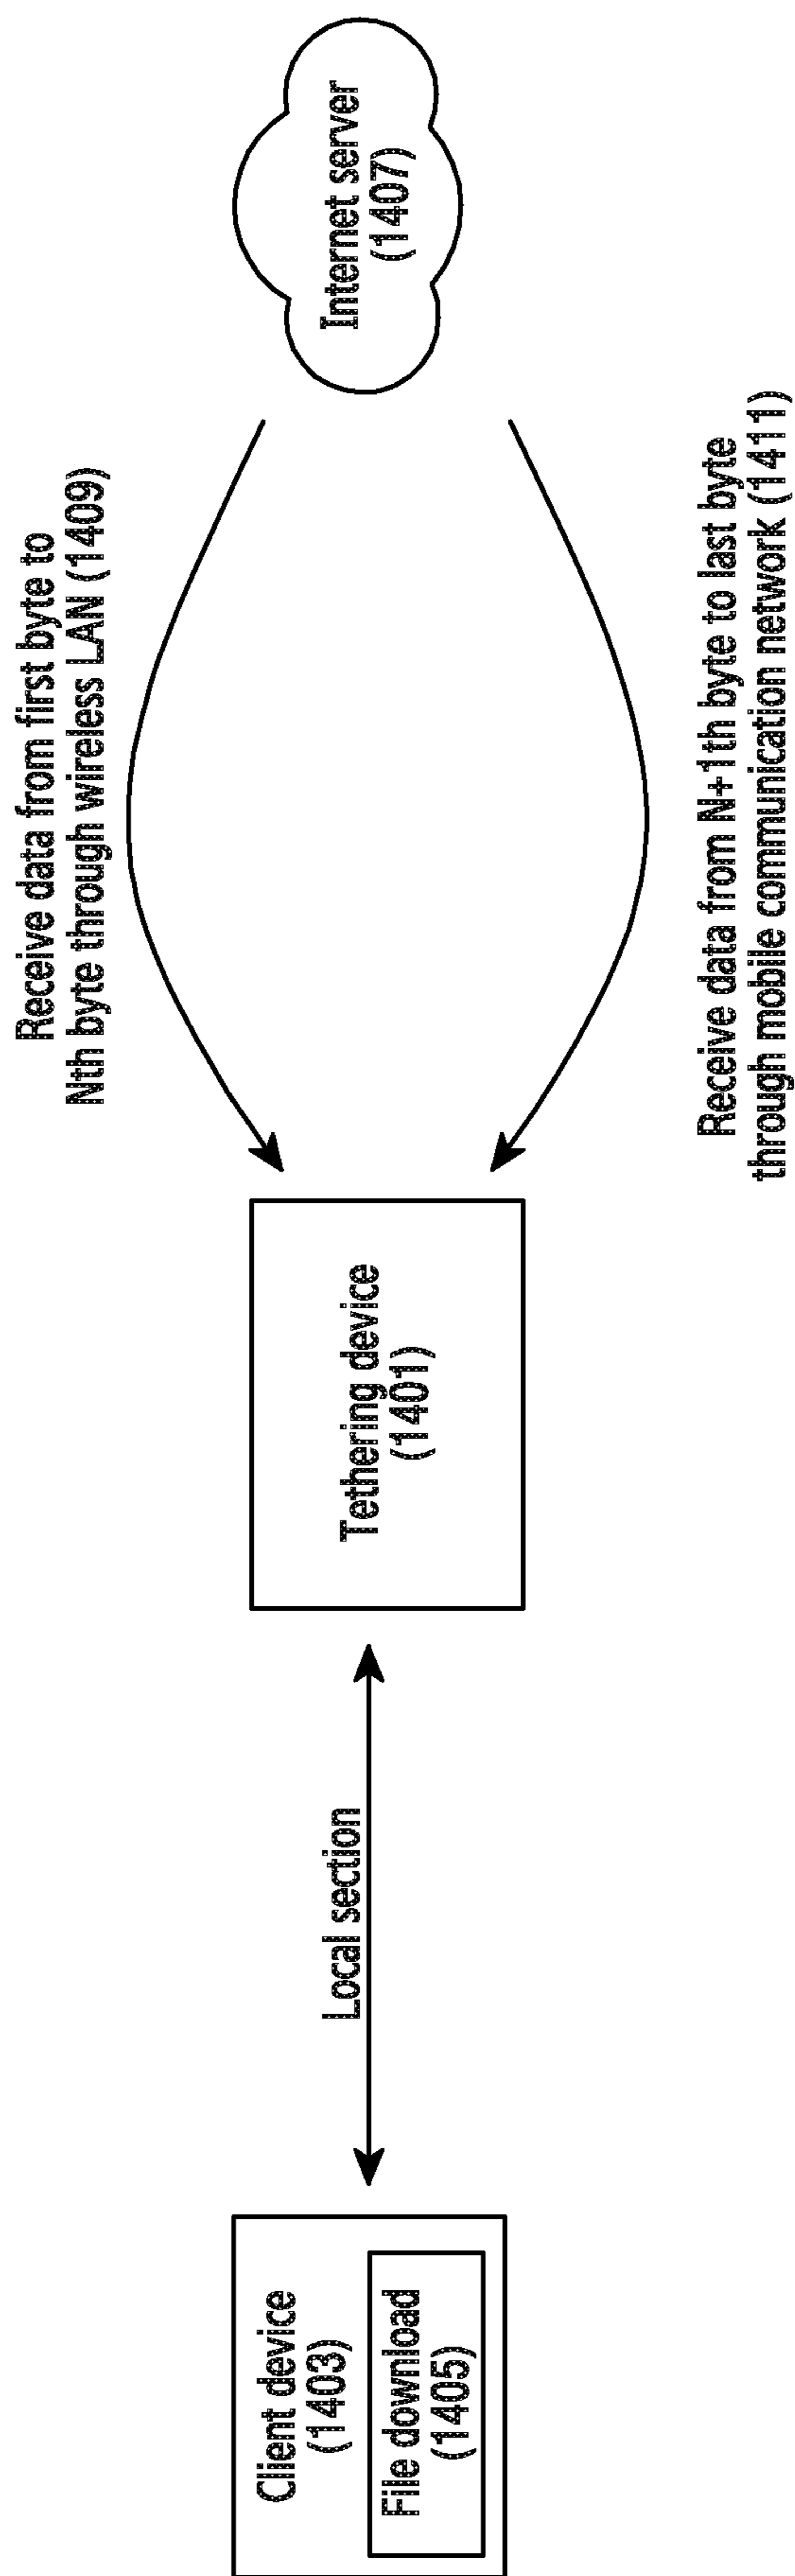 Client device
(1403)
File download
(1405)
Local section
Tethering device
(1401)
Receive data from first byte to
Nth byte through wireless LAN (1409)
Receive data from N+1th byte to last byte
through mobile communication network (1411)
Internet server
(1407)